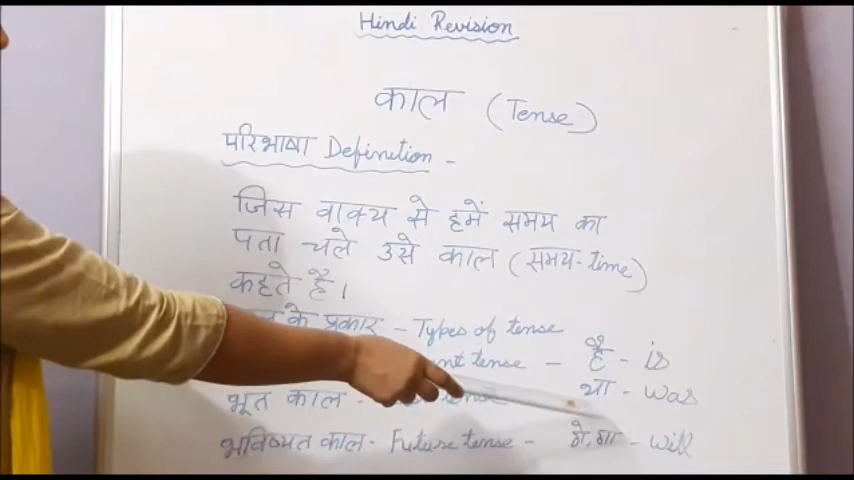 Hindi Revision
काल (Tense)
परिभाषा Definition -
जिस वाक्य से हमें समय का
पता चले उसे काल (समय-time)
कहते है।
के प्रकार - Types of tense
tense - है - is
भूत काल - था - was
भविष्यत काल - Future tense - गे, गा - will